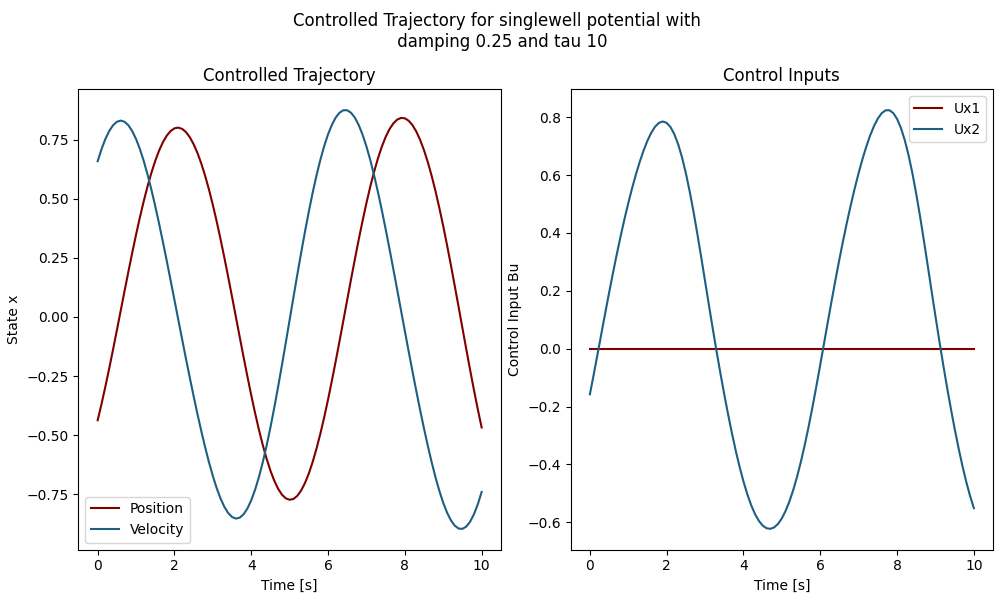 Controlled Trajectory for singlewell potential with
damping 0.25 and tau 10
Controlled Trajectory
State x
0.75
0.50
0.25
0.00
−0.25
−0.50
−0.75
Position
Velocity
0
2
4
6
8
10
Time [s]
Control Inputs
Control Input Bu
0.8
0.6
0.4
0.2
0.0
−0.2
−0.4
−0.6
Ux1
Ux2
0
2
4
6
8
10
Time [s]